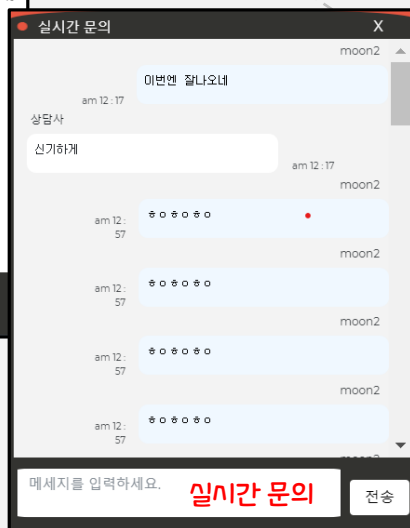 실시간 문의 X
moon2
이번엔 잘나오네
am 12 : 17
상담사
신기하게
am 12 : 17
moon2
ㅎㅇㅎㅇㅎㅇ
am 12 :
57
moon2
ㅎㅇㅎㅇㅎㅇ
am 12 :
57
moon2
ㅎㅇㅎㅇㅎㅇ
am 12 :
57
moon2
ㅎㅇㅎㅇㅎㅇ
am 12 :
57
메세지를 입력하세요.
실시간 문의
전송